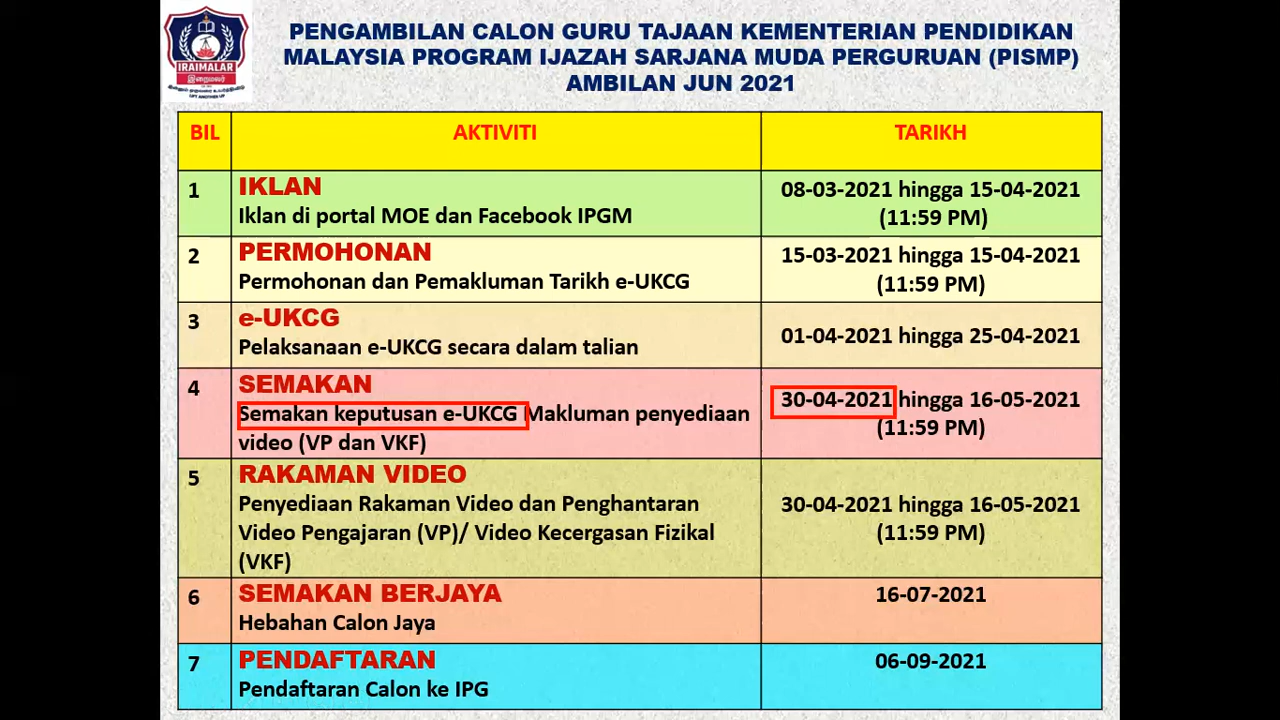 IRAIMALAR
இறைமலர்
LIFT ANOTHER UP
PENGAMBILAN CALON GURU TAJAAN KEMENTERIAN PENDIDIKAN
MALAYSIA PROGRAM IJAZAH SARJANA MUDA PERGURUAN (PISMP)
AMBILAN JUN 2021
BIL AKTIVITI TARIKH
1 IKLAN
Iklan di portal MOE dan Facebook IPGM
08-03-2021 hingga 15-04-2021
(11:59 PM)
2 PERMOHONAN
Permohonan dan Pemakluman Tarikh e-UKCG
15-03-2021 hingga 15-04-2021
(11:59 PM)
3 e-UKCG
Pelaksanaan e-UKCG secara dalam talian
01-04-2021 hingga 25-04-2021
4 SEMAKAN
Semakan keputusan e-UKCG Makluman penyediaan
video (VP dan VKF)
30-04-2021 hingga 16-05-2021
(11:59 PM)
5 RAKAMAN VIDEO
Penyediaan Rakaman Video dan Penghantaran
Video Pengajaran (VP)/ Video Kecergasan Fizikal
(VKF)
30-04-2021 hingga 16-05-2021
(11:59 PM)
6 SEMAKAN BERJAYA
Hebahan Calon Jaya
16-07-2021
7 PENDAFTARAN
Pendaftaran Calon ke IPG
06-09-2021